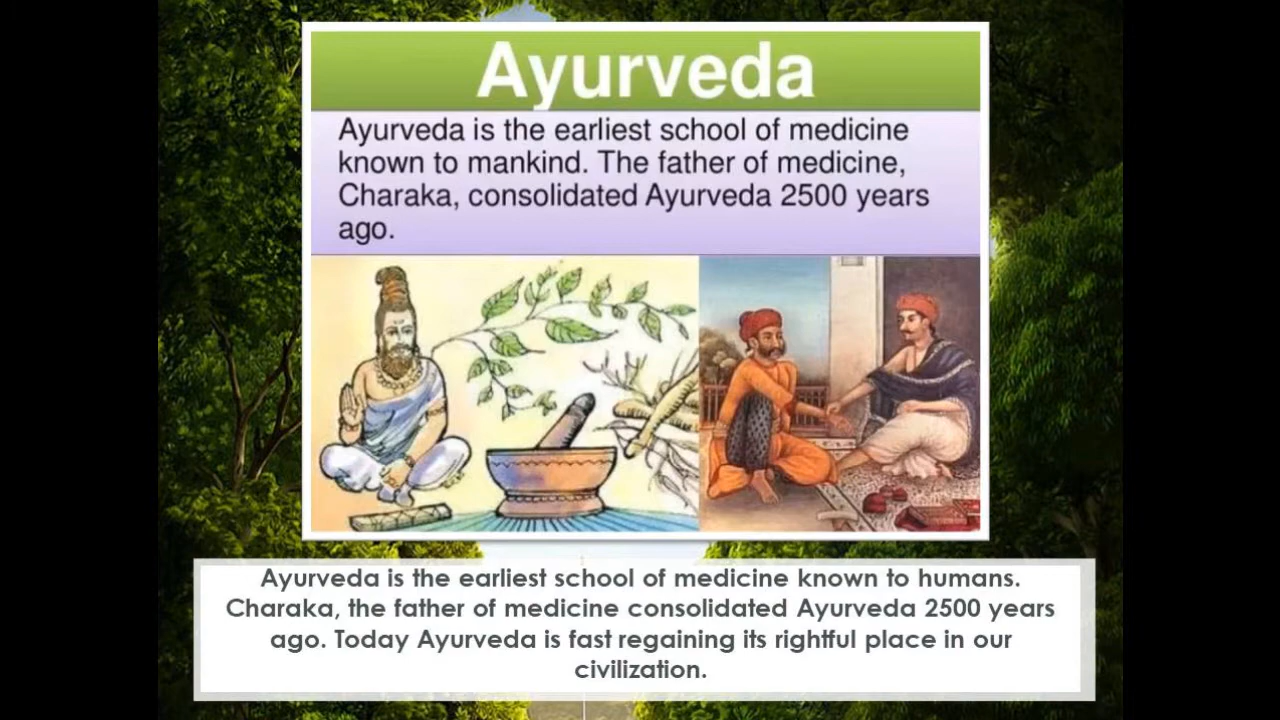 Ayurveda
Ayurveda is the earliest school of medicine
known to mankind. The father of medicine,
Charaka, consolidated Ayurveda 2500 years
ago.
Ayurveda is the earliest school of medicine known to humans.
Charaka, the father of medicine consolidated Ayurveda 2500 years
ago. Today Ayurveda is fast regaining its rightful place in our
civilization.